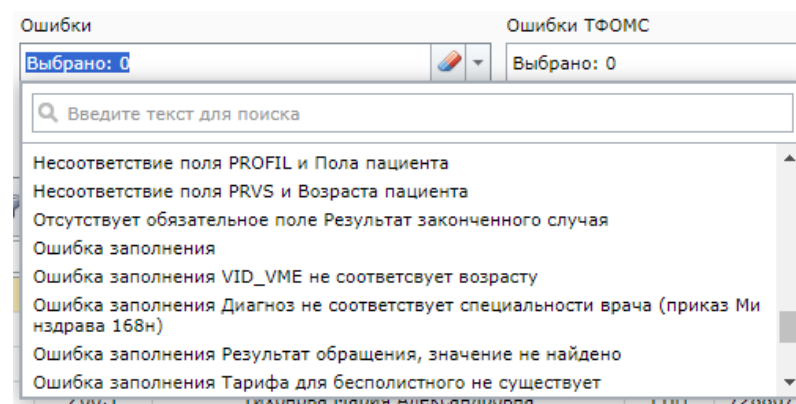 Ошибки Ошибки ТФОМС
Выбрано: 0 Выбрано: 0
Введите текст для поиска
Несоответствие поля PROFIL и Пола пациента
Несоответствие поля PRVS и Возраста пациента
Отсутствует обязательное поле Результат законченного случая
Ошибка заполнения
Ошибка заполнения VID_VME не соответсвует возрасту
Ошибка заполнения Диагноз не соответствует специальности врача (приказ Ми
нздрава 168н)
Ошибка заполнения Результат обращения, значение не найдено
Ошибка заполнения Тарифа для бесполистного не существует